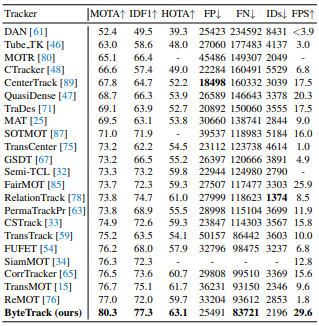 Tracker MOTA↑ IDF1↑ HOTA↑ FP↓ FN↓ IDs↓ FPS↑
DAN [61] 52.4 49.5 39.3 25423 234592 8431 <3.9
Tube_TK [46] 63.0 58.6 48.0 27060 177483 4137 3.0
MOTR [80] 65.1 66.4 - 45486 149307 2049 -
CTracker [48] 66.6 57.4 49.0 22284 160491 5529 6.8
CenterTrack [89] 67.8 64.7 52.2 18498 160332 3039 17.5
QuasiDense [47] 68.7 66.3 53.9 26589 146643 3378 20.3
TraDes [71] 69.1 63.9 52.7 20892 150060 3555 17.5
MAT [25] 69.5 63.1 53.8 30660 138741 2844 9.0
SOTMOT [87] 71.0 71.9 - 39537 118983 5184 16.0
TransCenter [75] 73.2 62.2 54.5 23112 123738 4614 1.0
GSDT [67] 73.2 66.5 55.2 26397 120666 3891 4.9
Semi-TCL [32] 73.3 73.2 59.8 22944 124980 2790 -
FairMOT [85] 73.7 72.3 59.3 27507 117477 3303 25.9
RelationTrack [78] 73.8 74.7 61.0 27999 118623 1374 8.5
PermaTrackPr [63] 73.8 68.9 55.5 28998 115104 3699 11.9
CSTrack [33] 74.9 72.6 59.3 23847 114303 3567 15.8
TransTrack [59] 75.2 63.5 54.1 50157 86442 3603 10.0
FUFET [54] 76.2 68.0 57.9 32796 98475 3237 6.8
SiamMOT [34] 76.3 72.3 - - - - 12.8
CorrTracker [65] 76.5 73.6 60.7 29808 99510 3369 15.6
TransMOT [15] 76.7 75.1 61.7 36231 93150 2346 9.6
ReMOT [76] 77.0 72.0 59.7 33204 93612 2853 1.8
ByteTrack (ours) 80.3 77.3 63.1 25491 83721 2196 29.6